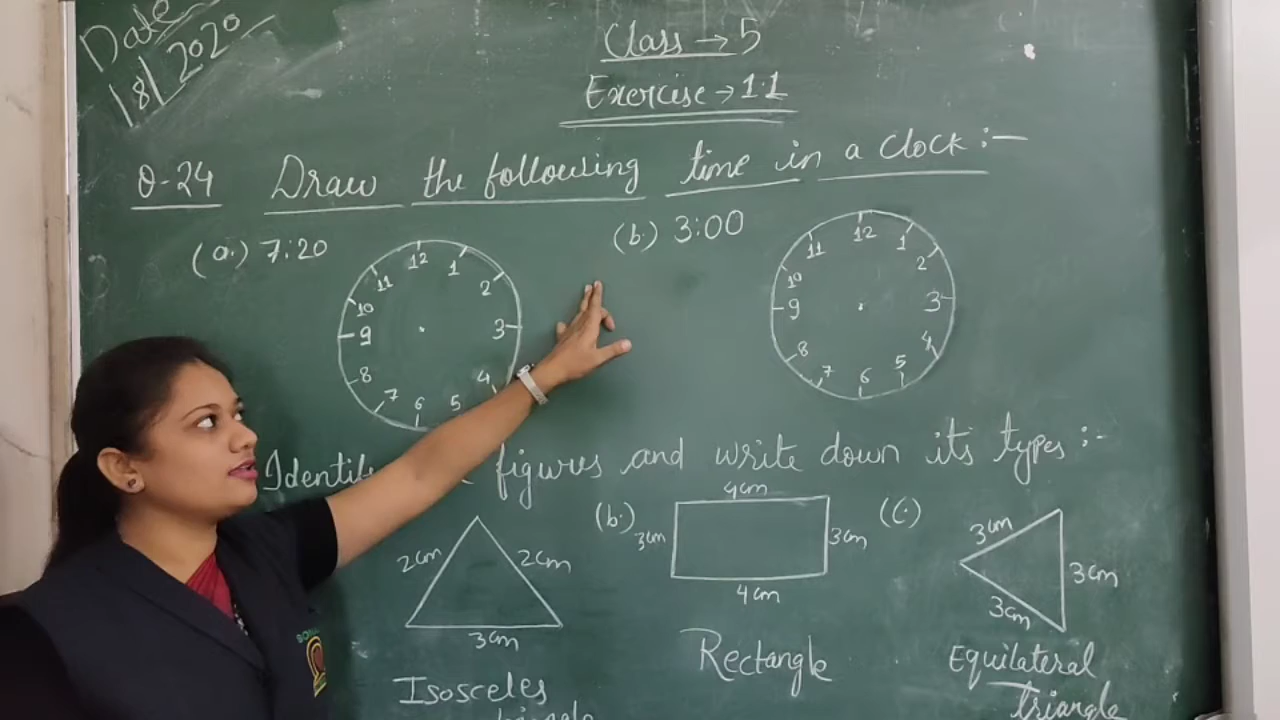 Date
1/8/2020
Class → 5
Exercise → 11
Q-24 Draw the following time in a clock :-
(a.) 7:20
12
1
2
3
4
5
6
7
8
9
10
11
(b.) 3:00
12
1
2
3
4
5
6
7
8
9
10
11
figures and write down its types :-
2cm
2cm
3cm
Isosceles
(b.)
4cm
3cm
3cm
4cm
Rectangle
(c.)
3cm
3cm
3cm
Equilateral
triangle